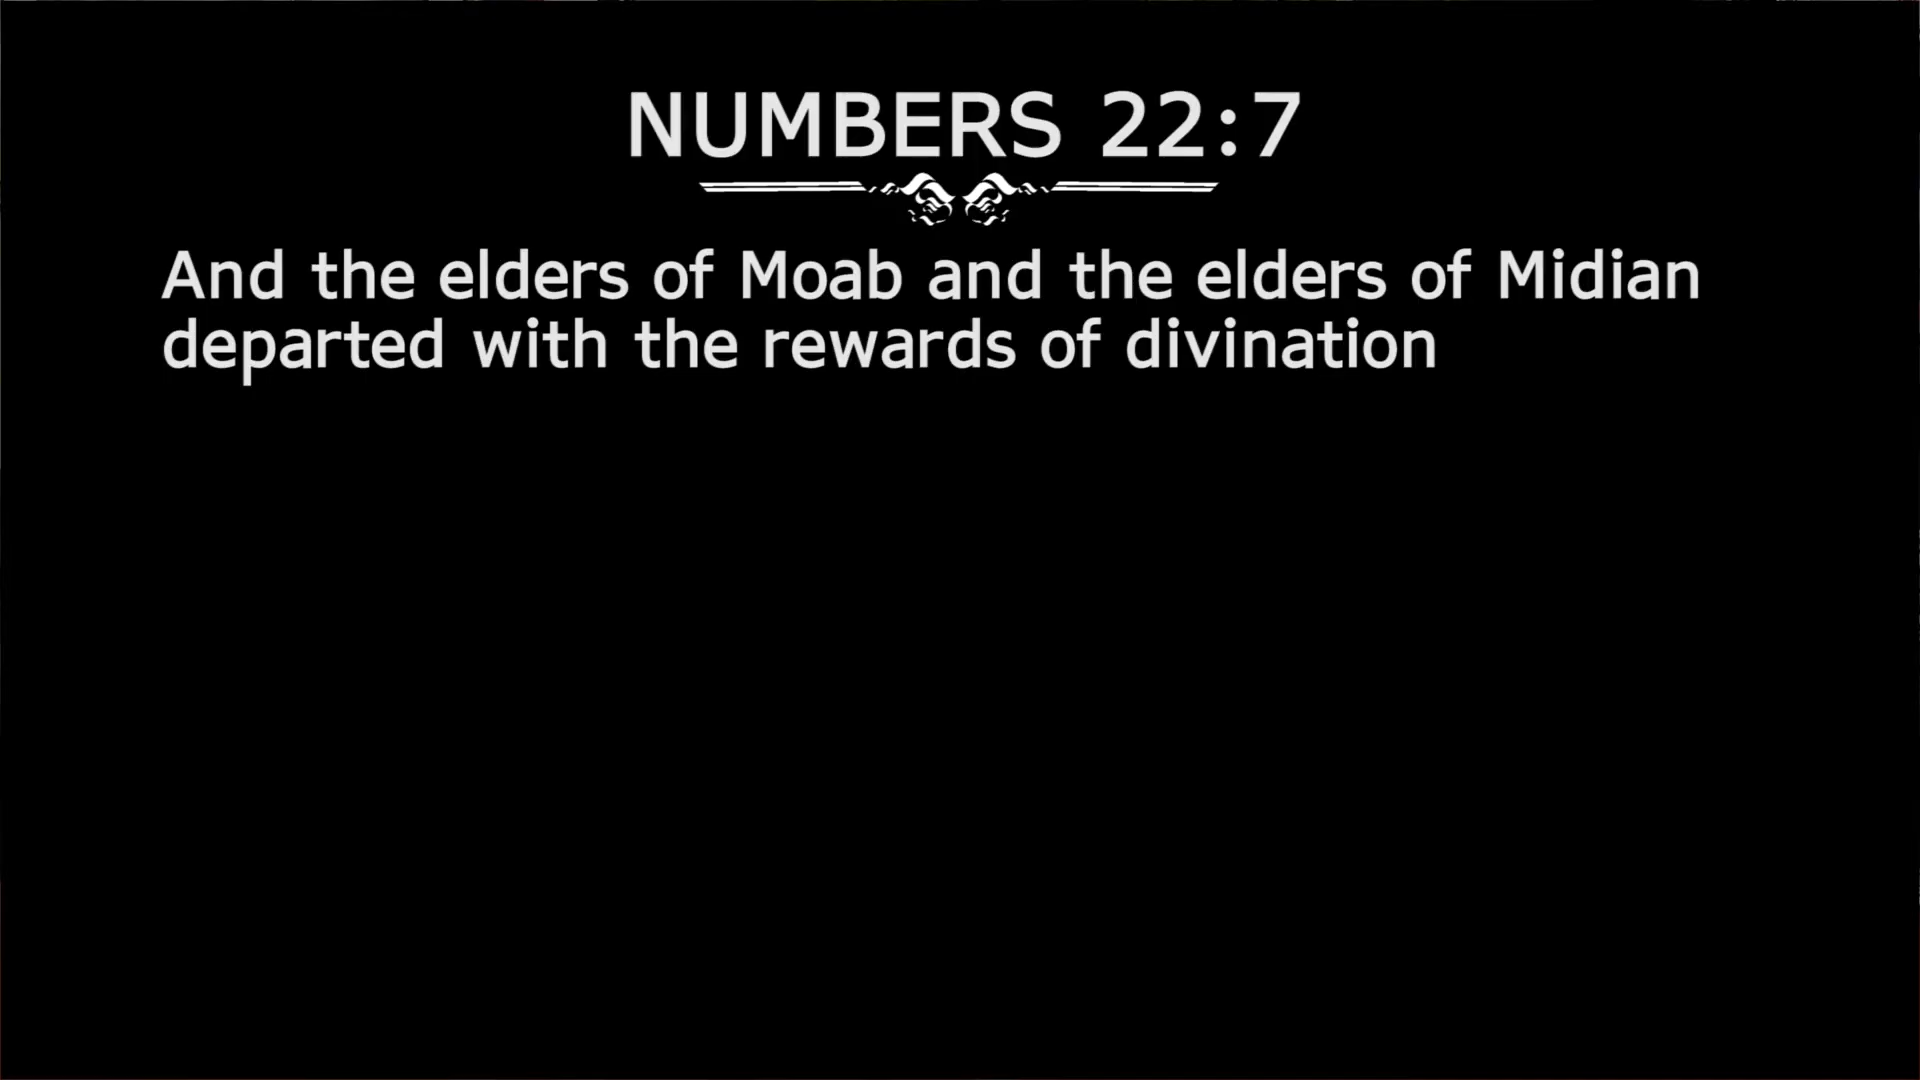 NUMBERS 22:7
And the elders of Moab and the elders of Midian
departed with the rewards of divination